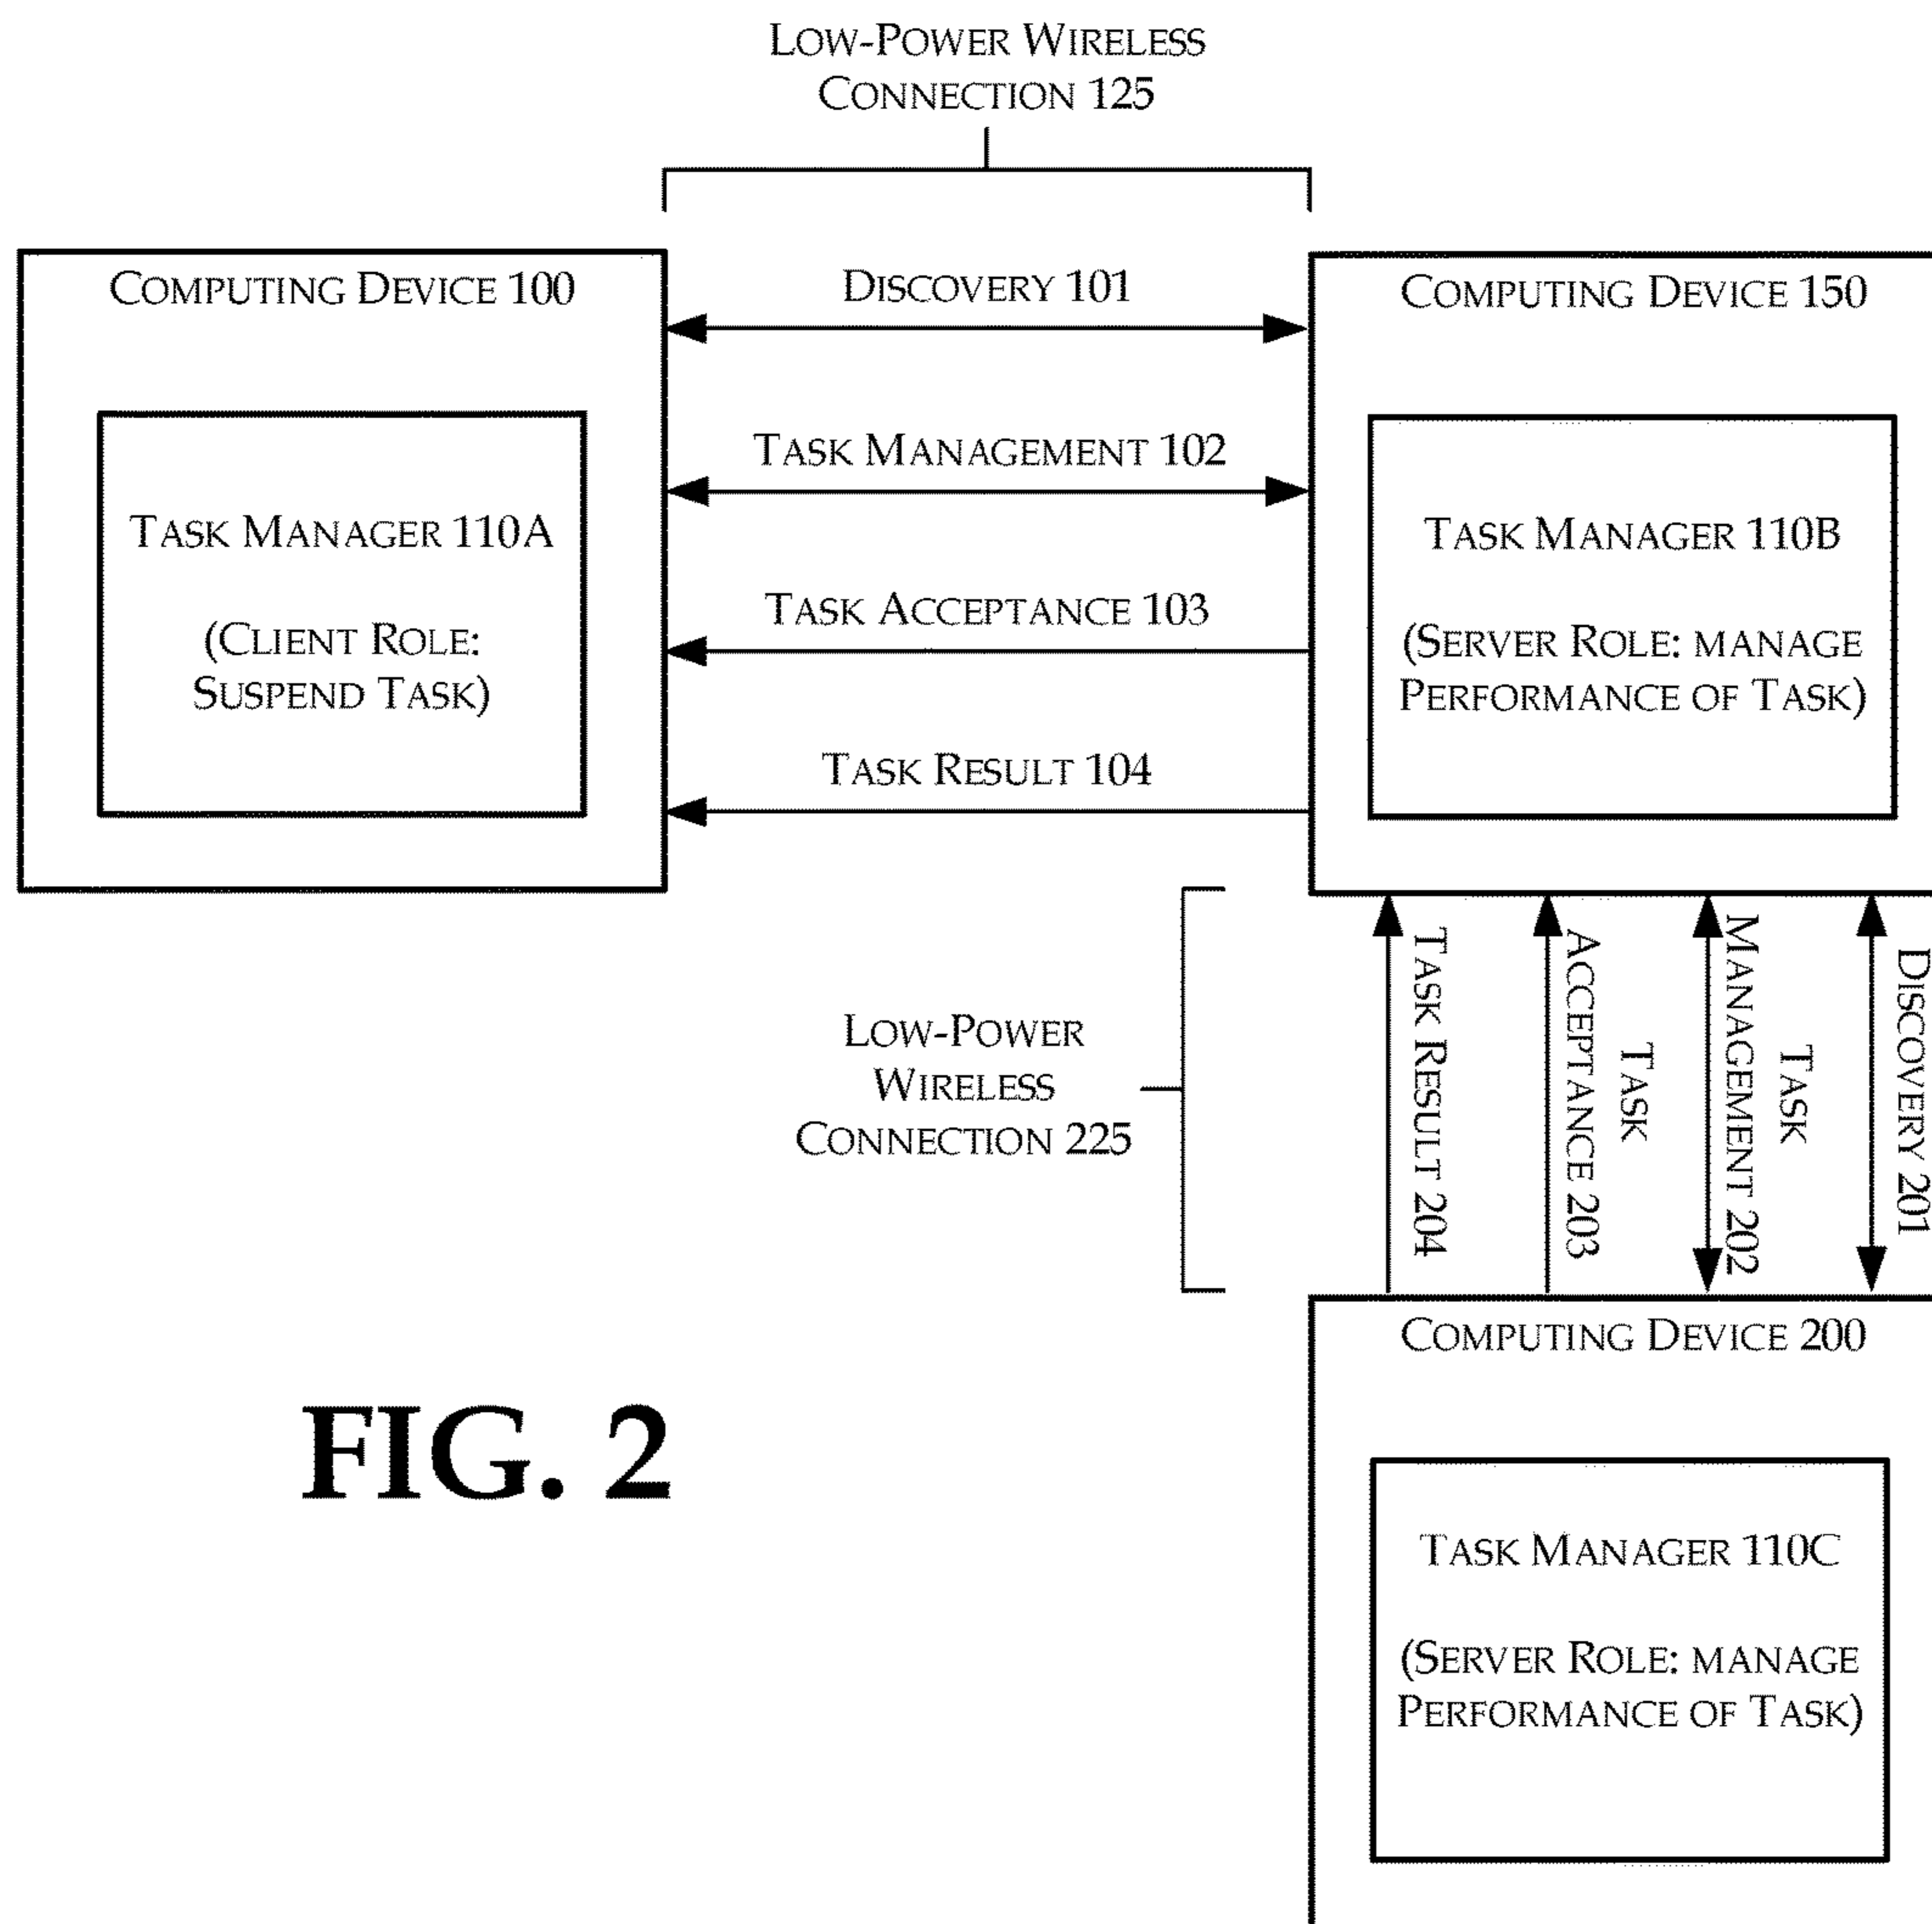 LOW-POWER WIRELESS
CONNECTION 125
COMPUTING DEVICE 100
TASK MANAGER 110A
(CLIENT ROLE:
SUSPEND TASK)
DISCOVERY 101
TASK MANAGEMENT 102
TASK ACCEPTANCE 103
TASK RESULT 104
COMPUTING DEVICE 150
TASK MANAGER 110B
(SERVER ROLE: MANAGE
PERFORMANCE OF TASK)
LOW-POWER
WIRELESS
CONNECTION 225
TASK RESULT 204
TASK
ACCEPTANCE 203
TASK
MANAGEMENT 202
DISCOVERY 201
COMPUTING DEVICE 200
TASK MANAGER 110C
(SERVER ROLE: MANAGE
PERFORMANCE OF TASK)
FIG. 2